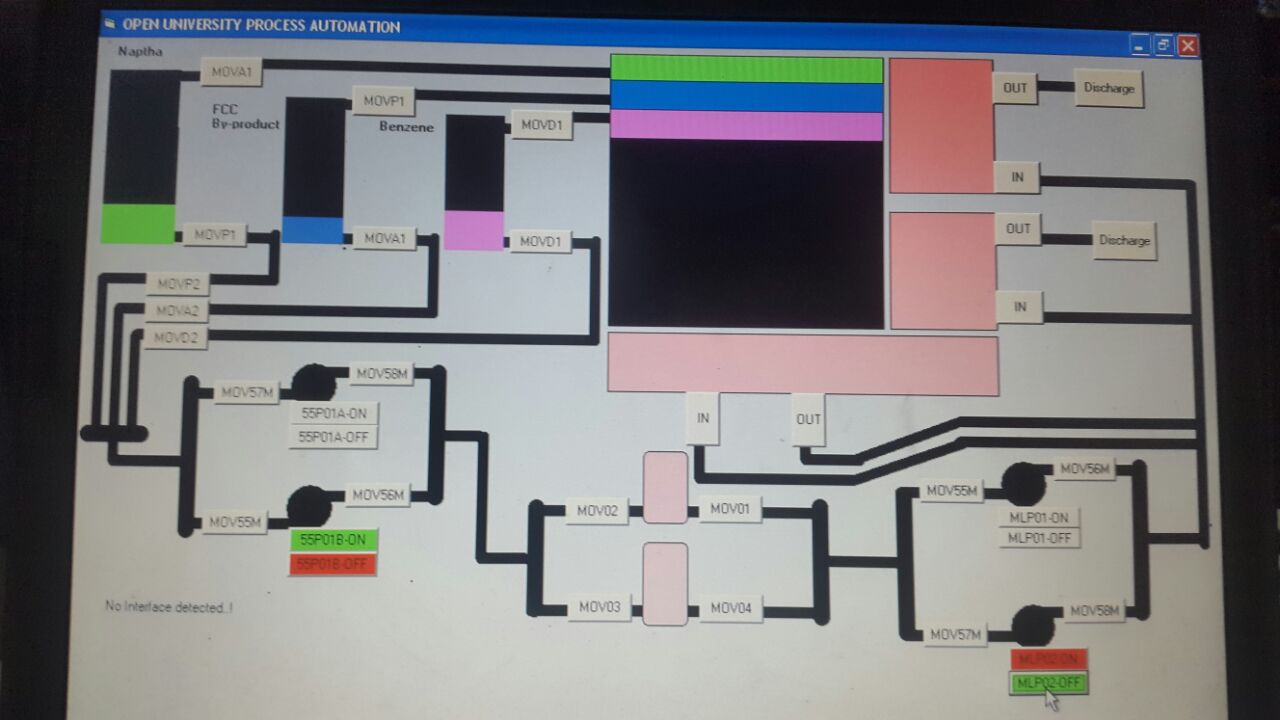 OPEN UNIVERSITY PROCESS AUTOMATION
Naptha
MOVA1
OUT
Discharge
FCC
By-product
MOVP1
Benzene
MOVD1
IN
MOVP1
MOVA1
MOVD1
OUT
Discharge
MOVP2
MOVA2
MOVD2
IN
MOV57M
MOV58M
55P01A-ON
55P01A-OFF
IN
OUT
MOV55M
MOV56M
55P01B-ON
55P01B-OFF
MOV02
MOV01
MOV55M
MOV56M
MLP01-ON
MLP01-OFF
No Interface detected..!
MOV03
MOV04
MOV57M
MOV58M
MLP02-ON
MLP02-OFF